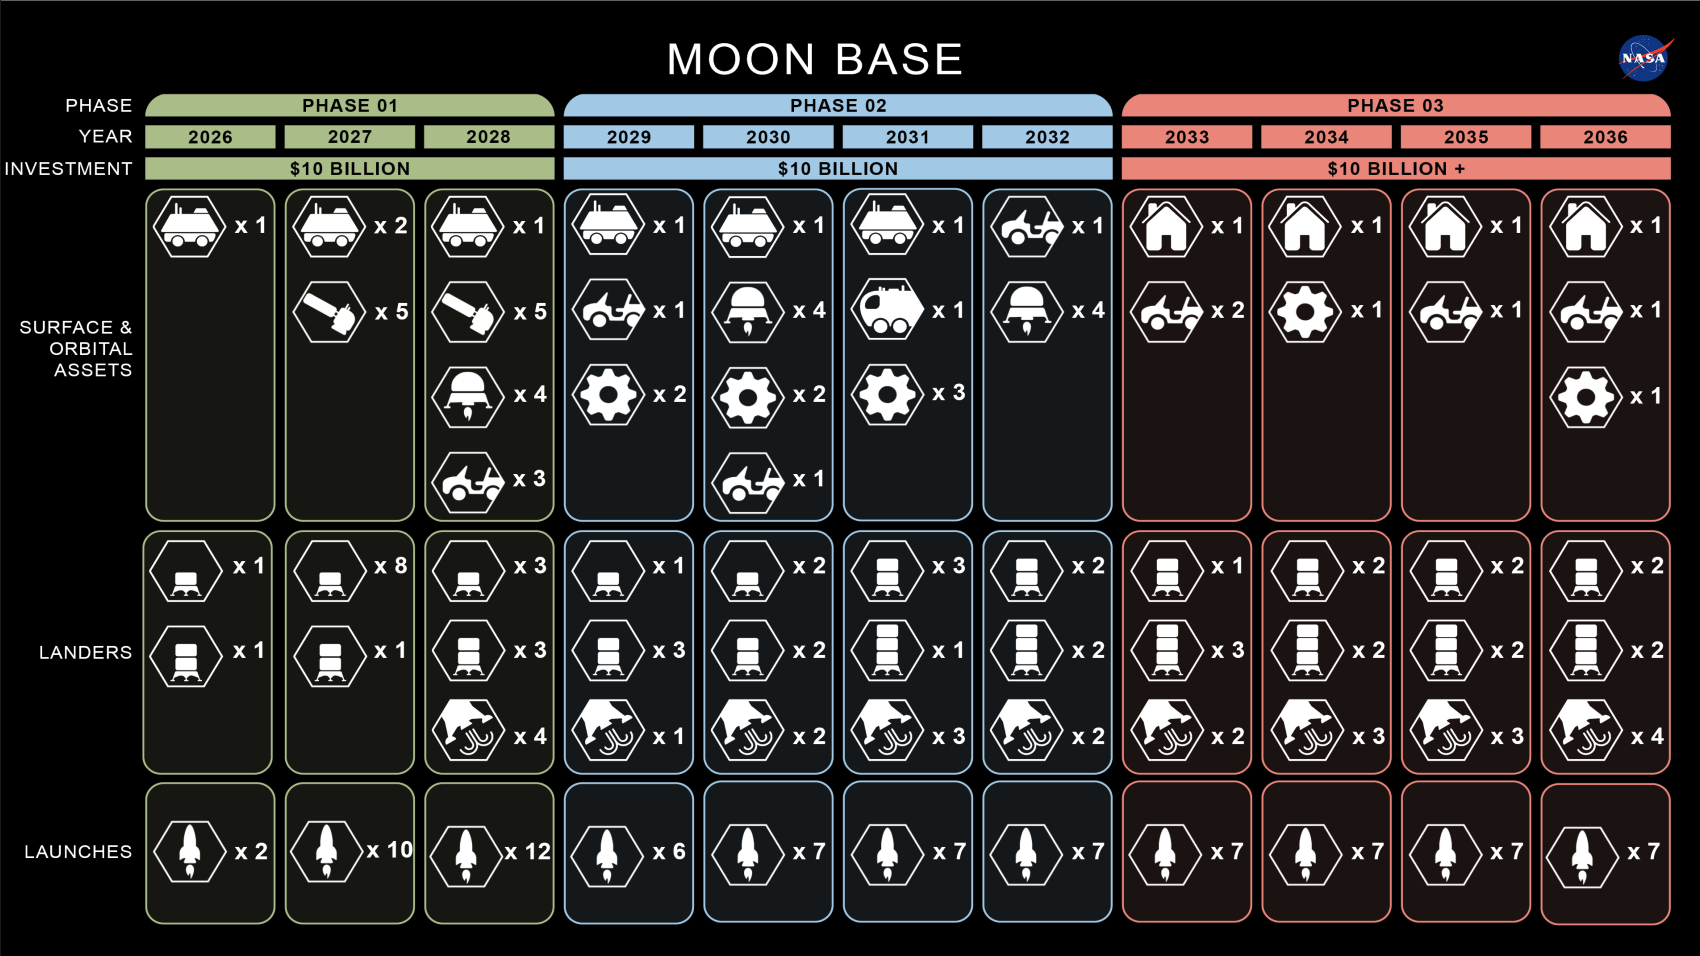 MOON BASE
NASA
PHASE PHASE 01 PHASE 02 PHASE 03
YEAR 2026 2027 2028 2029 2030 2031 2032 2033 2034 2035 2036
INVESTMENT $10 BILLION $10 BILLION $10 BILLION +
SURFACE &
ORBITAL
ASSETS
x 1 x 2 x 1 x 1 x 1 x 1 x 1 x 1 x 1 x 1 x 1
x 5 x 5 x 1 x 4 x 1 x 4 x 2 x 1 x 1 x 1
x 4 x 2 x 2 x 3 x 1
x 3 x 1
LANDERS
x 1 x 8 x 3 x 1 x 2 x 3 x 2 x 1 x 2 x 2 x 2
x 1 x 1 x 3 x 3 x 2 x 1 x 2 x 3 x 2 x 2 x 2
x 4 x 1 x 2 x 3 x 2 x 2 x 3 x 3 x 4
LAUNCHES x 2 x 10 x 12 x 6 x 7 x 7 x 7 x 7 x 7 x 7 x 7